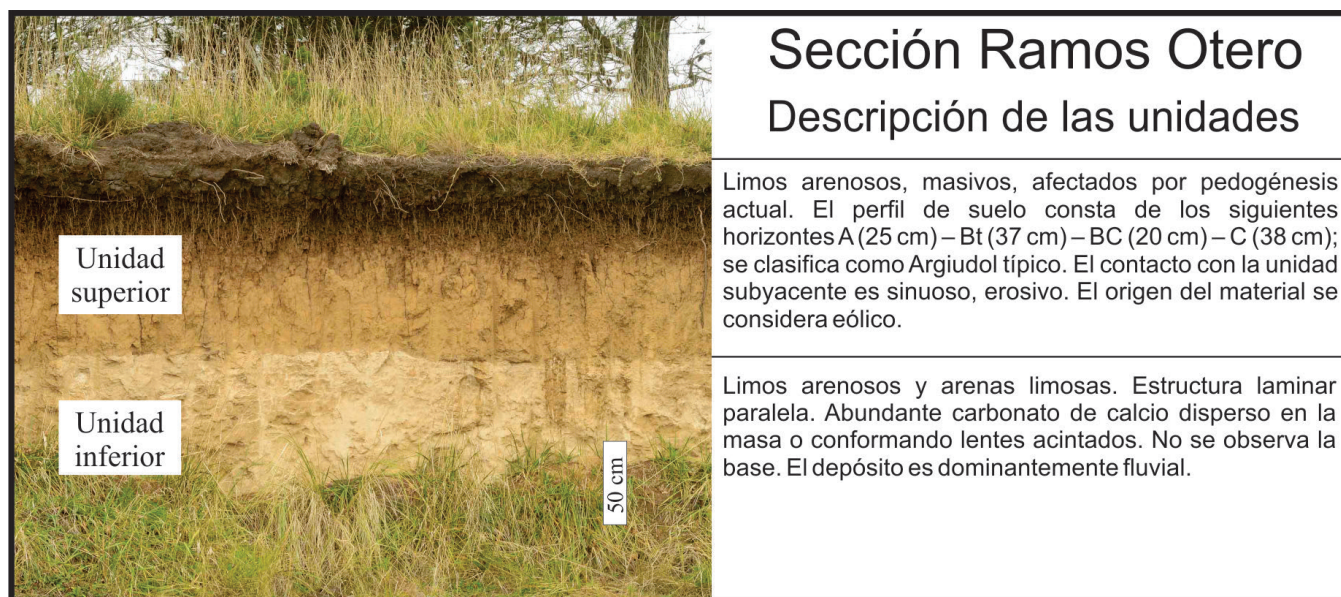 Sección Ramos Otero
Descripción de las unidades
Unidad
superior
Limos arenosos, masivos, afectados por pedogénesis
actual. El perfil de suelo consta de los siguientes
horizontes A (25 cm) – Bt (37 cm) – BC (20 cm) – C (38 cm);
se clasifica como Argiudol típico. El contacto con la unidad
subyacente es sinuoso, erosivo. El origen del material se
considera eólico.
Unidad
inferior
50 cm
Limos arenosos y arenas limosas. Estructura laminar
paralela. Abundante carbonato de calcio disperso en la
masa o conformando lentes acintados. No se observa la
base. El depósito es dominantemente fluvial.